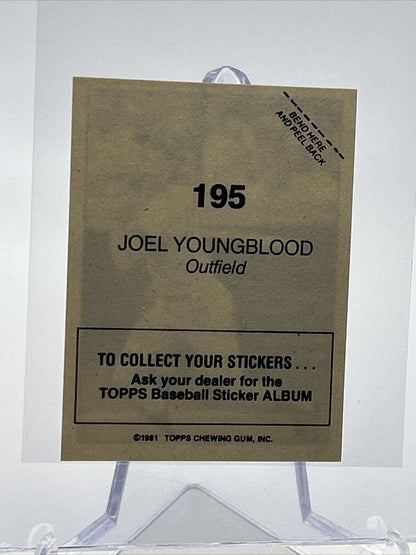 BEND HERE
AND PEEL BACK
195
JOEL YOUNGBLOOD
Outfield
TO COLLECT YOUR STICKERS...
Ask your dealer for the
TOPPS Baseball Sticker ALBUM
©1981 TOPPS CHEWING GUM, INC.